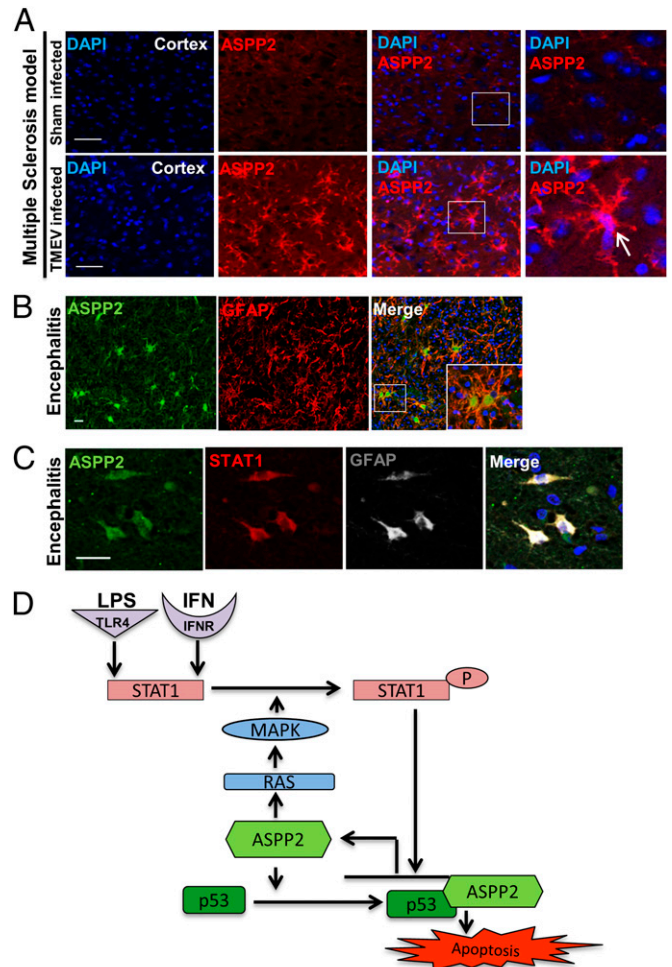 A
Multiple Sclerosis model
Sham infected
DAPI Cortex
ASPP2
DAPI
ASPP2
DAPI
ASPP2
TMEV infected
DAPI Cortex
ASPP2
DAPI
ASPP2
DAPI
ASPP2
B
Encephalitis
ASPP2
GFAP
Merge
C
Encephalitis
ASPP2
STAT1
GFAP
Merge
D
LPS IFN
TLR4 IFNR
STAT1 STAT1 P
MAPK
RAS
ASPP2
p53 p53 ASPP2
Apoptosis